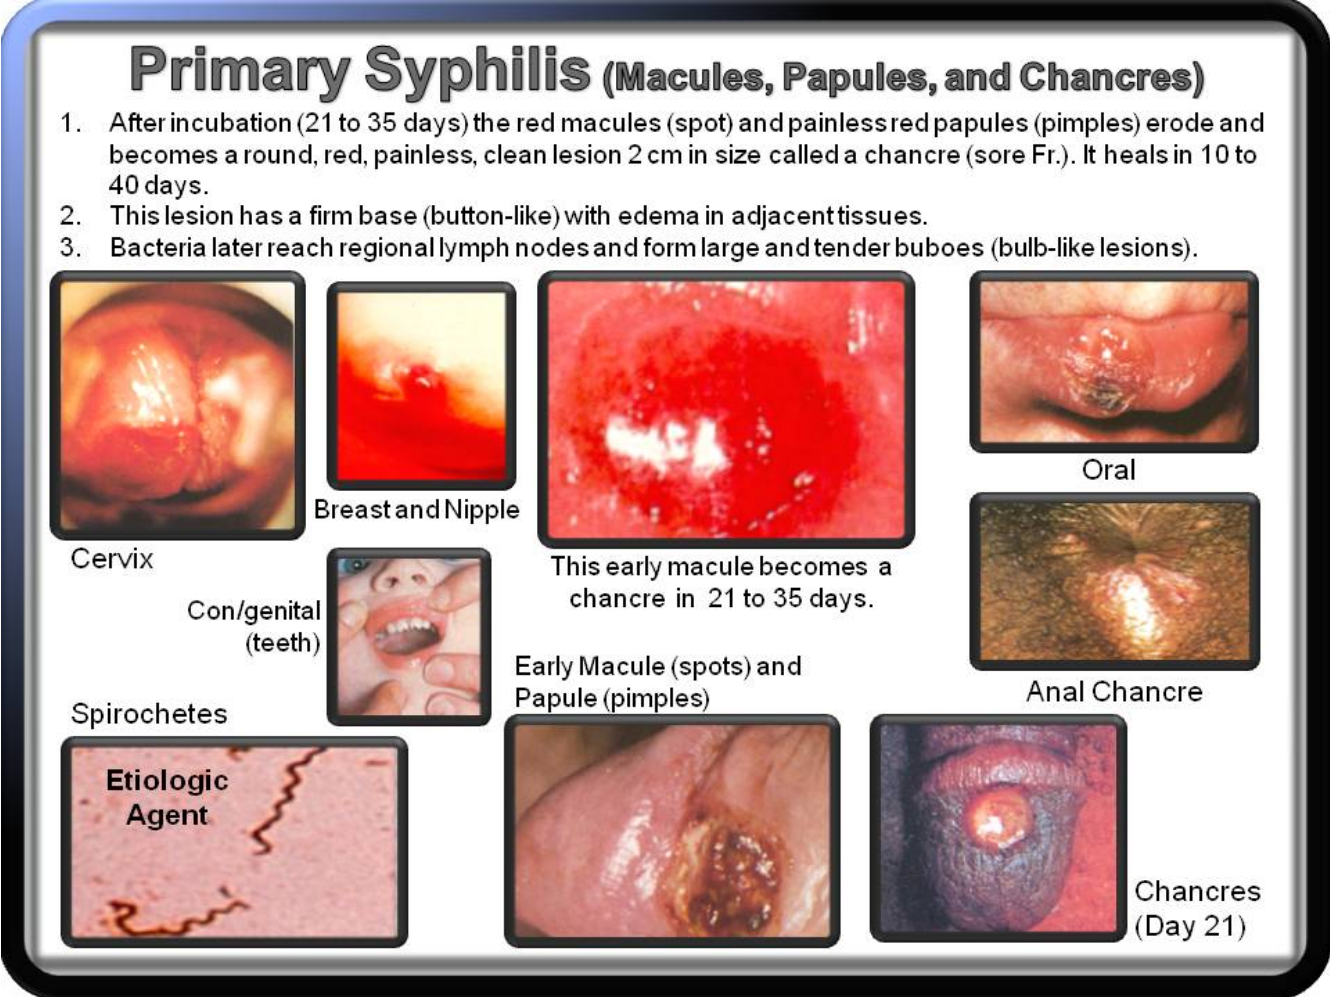 Primary Syphilis (Macules, Papules, and Chancres)
1. After incubation (21 to 35 days) the red macules (spot) and painless red papules (pimples) erode and
becomes a round, red, painless, clean lesion 2 cm in size called a chancre (sore Fr.). It heals in 10 to
40 days.
2. This lesion has a firm base (button-like) with edema in adjacent tissues.
3. Bacteria later reach regional lymph nodes and form large and tender buboes (bulb-like lesions).
Cervix
Breast and Nipple
This early macule becomes a
chancre in 21 to 35 days.
Oral
Con/genital
(teeth)
Anal Chancre
Early Macule (spots) and
Papule (pimples)
Spirochetes
Etiologic
Agent
Chancres
(Day 21)